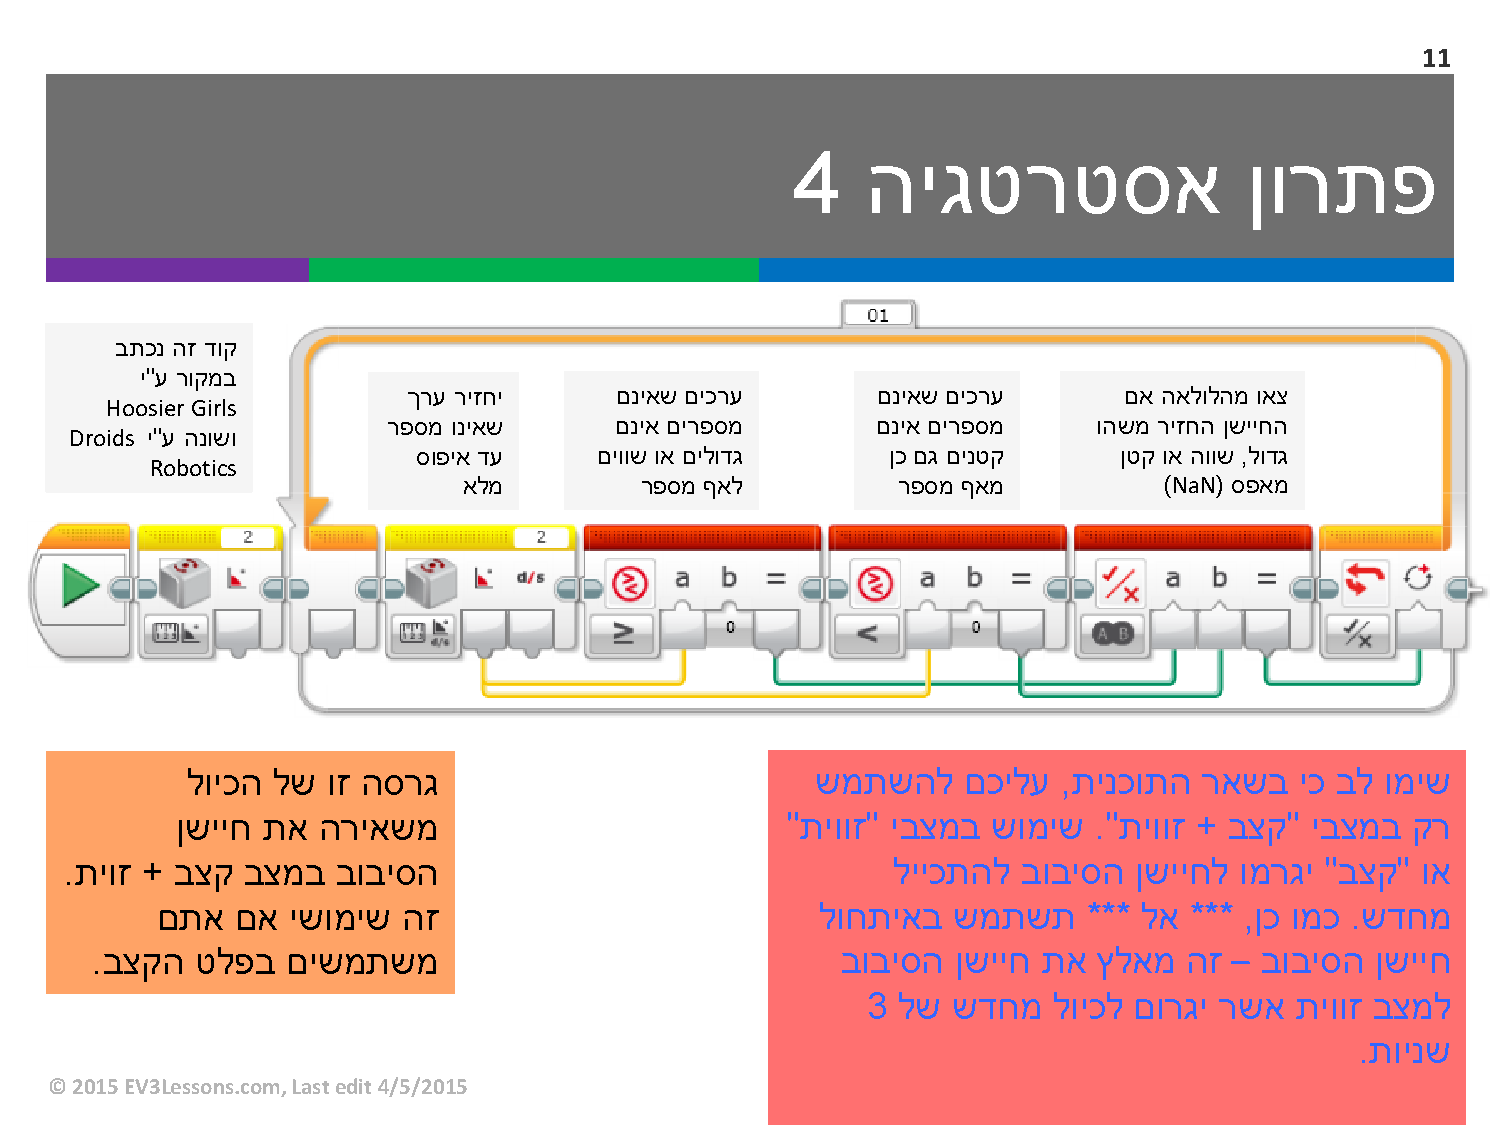 11
פתרון אסטרטגיה 4
קוד זה נכתב
במקור ע"י
Hoosier Girls
ושונה ע"י Droids
Robotics
יחזיר ערך
שאינו מספר
עד איפוס
מלא
ערכים שאינם
מספרים אינם
גדולים או שווים
לאף מספר
ערכים שאינם
מספרים אינם
קטנים גם כן
מאף מספר
צאו מהלולאה אם
החיישן החזיר משהו
גדול, שווה או קטן
מאפס (NaN)
01
2
2
d/s
a b =
a b =
a b =
d/s
≥
0
<
0
A B
גרסה זו של הכיול
משאירה את חיישן
הסיבוב במצב קצב + זוית.
זה שימושי אם אתם
משתמשים בפלט הקצב.
שימו לב כי בשאר התוכנית, עליכם להשתמש
רק במצבי "קצב + זווית". שימוש במצבי "זווית"
או "קצב" יגרמו לחיישן הסיבוב להתכייל
מחדש. כמו כן, *** לא *** תשתמש באיתחול
חיישן הסיבוב – זה מאלץ את חיישן הסיבוב
למצב זווית אשר יגרום לכיול מחדש של 3
שניות.
© 2015 EV3Lessons.com, Last edit 4/5/2015